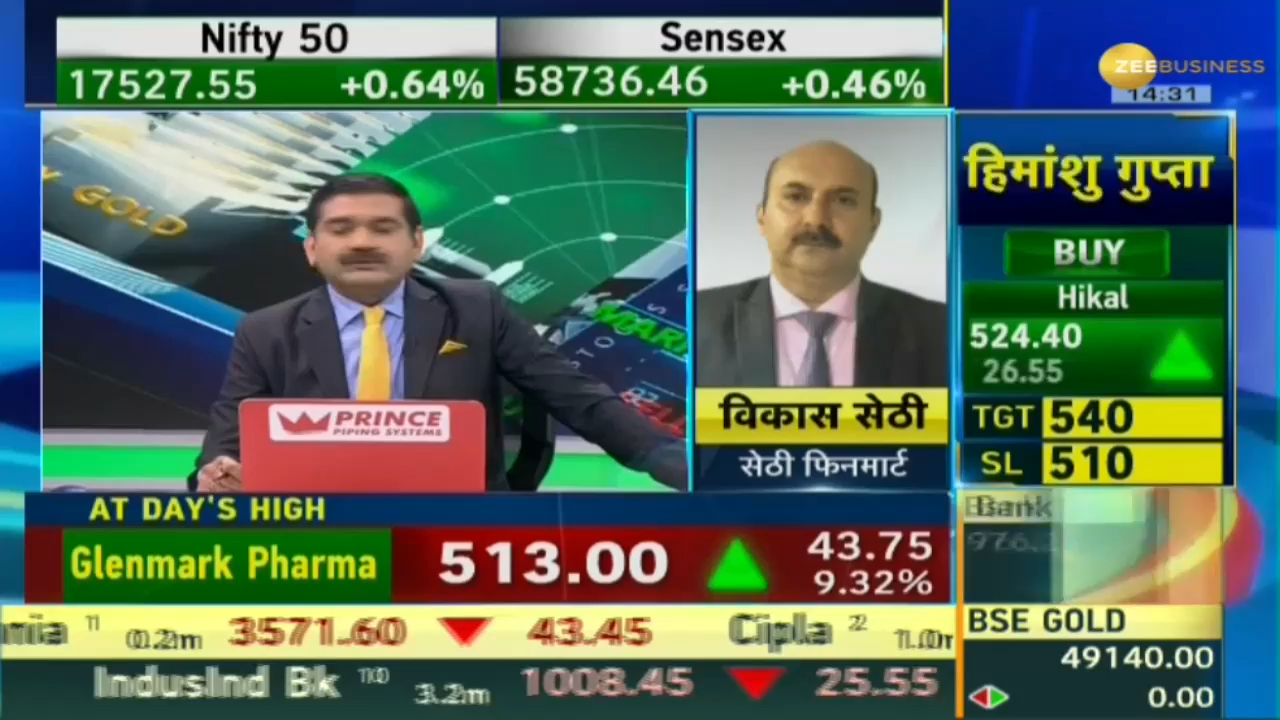 Nifty 50
17527.55 +0.64%
Sensex
58736.46 +0.46%
ZEEBUSINESS
14:31
GOLD
PRINCE
PIPING SYSTEMS
विकास सेठी
सेठी फिनमार्ट
हिमांशु गुप्ता
BUY
Hikal
524.40
26.55
TGT 540
SL 510
AT DAY'S HIGH
Glenmark Pharma 513.00 43.75
9.32%
Bank
BSE GOLD
49140.00
0.00
11 0.2m 3571.60 43.45 Cipla 22
IndusInd Bk 10 3.2m 1008.45 25.55